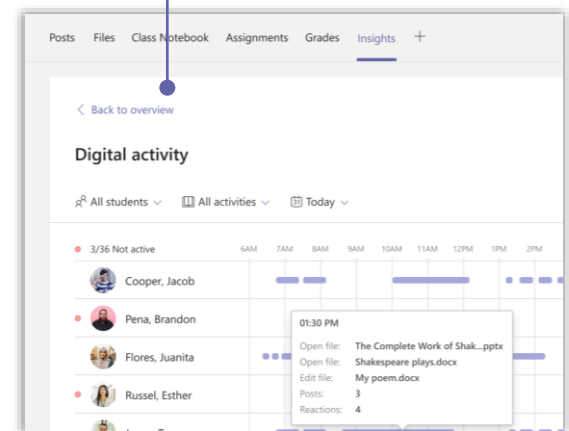 Posts Files Class Notebook Assignments Grades Insights +
< Back to overview
Digital activity
All students All activities 31 Today
3/36 Not active 6AM 7AM 8AM 9AM 10AM 11AM 12PM 1PM 2PM
Cooper, Jacob
Pena, Brandon
01:30 PM
Open file: The Complete Work of Shak...pptx
Flores, Juanita
Open file: Shakespeare plays.docx
Edit file: My poem.docx
Russel, Esther
Posts: 3
Reactions: 4